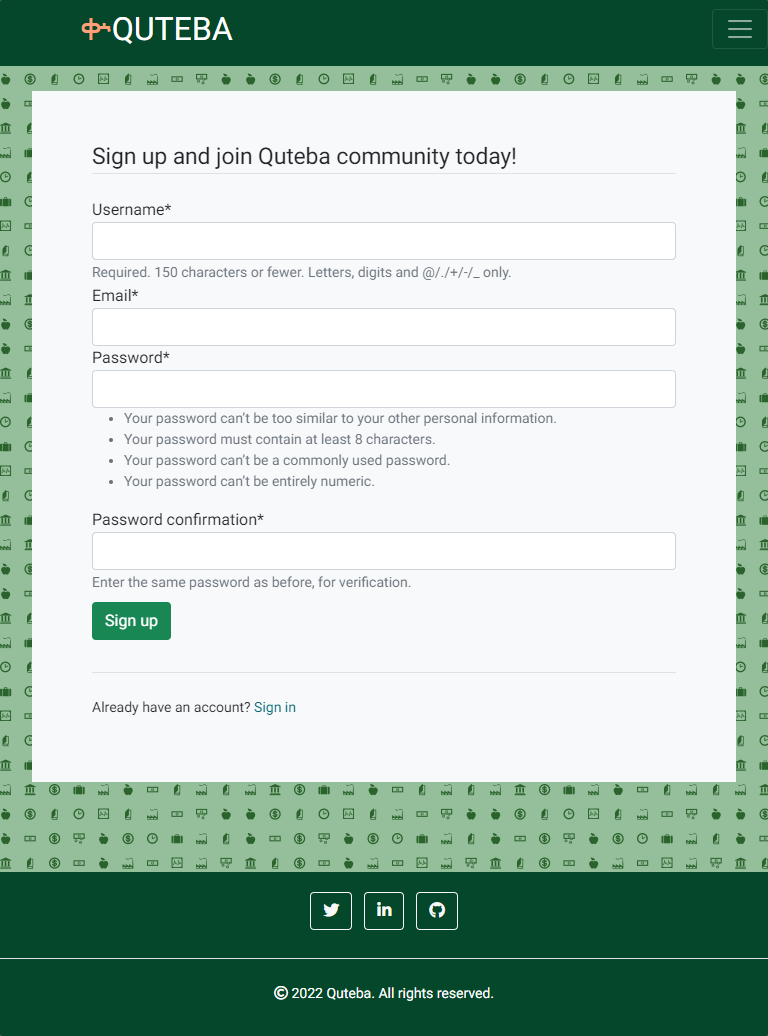 ቁQUTEBA
Sign up and join Quteba community today!
Username*
Required. 150 characters or fewer. Letters, digits and @/./+/-/_ only.
Email*
Password*
Your password can’t be too similar to your other personal information.
Your password must contain at least 8 characters.
Your password can’t be a commonly used password.
Your password can’t be entirely numeric.
Password confirmation*
Enter the same password as before, for verification.
Sign up
Already have an account? Sign in
© 2022 Quteba. All rights reserved.